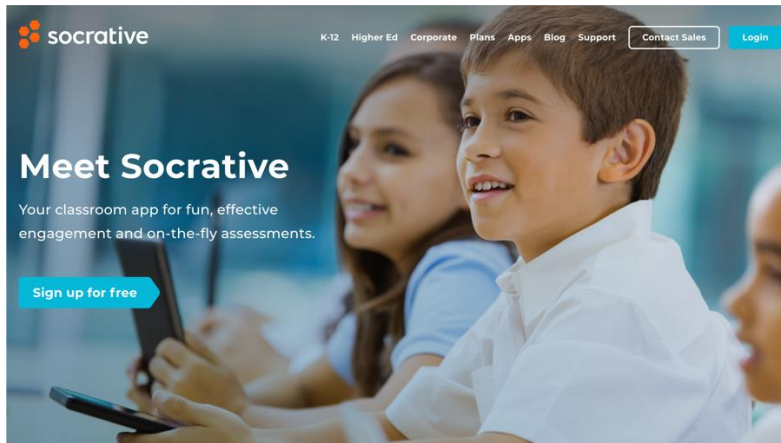 socrative
K-12 Higher Ed Corporate Plans Apps Blog Support Contact Sales Login
Meet Socrative
Your classroom app for fun, effective
engagement and on-the-fly assessments.
Sign up for free